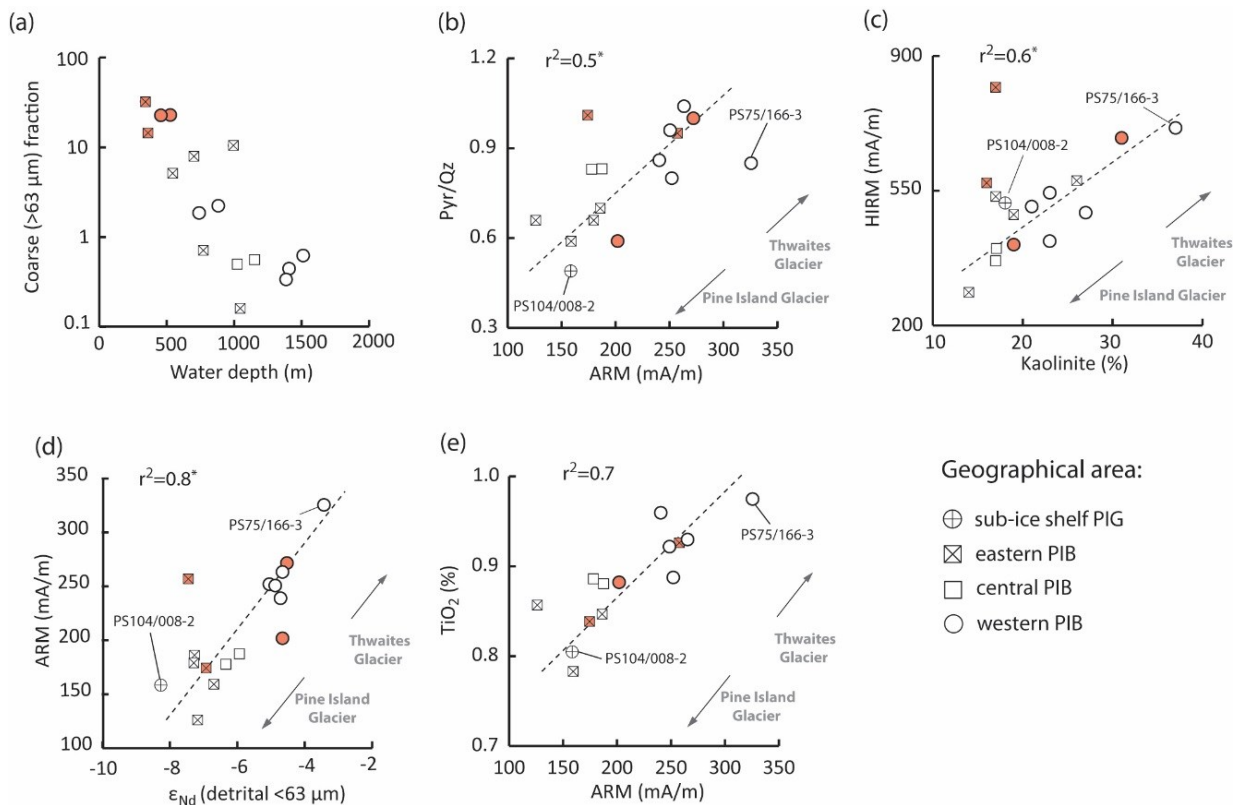 (a)
100
10
1
0.1
0
500
1000
1500
2000
Coarse (>63 μm) fraction
Water depth (m)
(b)
r²=0.5*
1.2
0.9
0.6
0.3
100
150
200
250
300
350
Pyr/Qz
ARM (mA/m)
PS75/166-3
PS104/008-2
Thwaites
Glacier
Pine Island Glacier
(c)
r²=0.6*
900
550
200
10
20
30
40
HIRM (mA/m)
Kaolinite (%)
PS75/166-3
PS104/008-2
Thwaites
Glacier
Pine Island Glacier
(d)
r²=0.8*
350
300
250
200
150
100
-10
-8
-6
-4
-2
ARM (mA/m)
εNd (detrital <63 μm)
PS75/166-3
PS104/008-2
Thwaites
Glacier
Pine Island
Glacier
(e)
r²=0.7
1.0
0.9
0.8
0.7
100
150
200
250
300
350
TiO₂ (%)
ARM (mA/m)
PS75/166-3
PS104/008-2
Thwaites
Glacier
Pine Island
Glacier
Geographical area:
sub-ice shelf PIG
eastern PIB
central PIB
western PIB